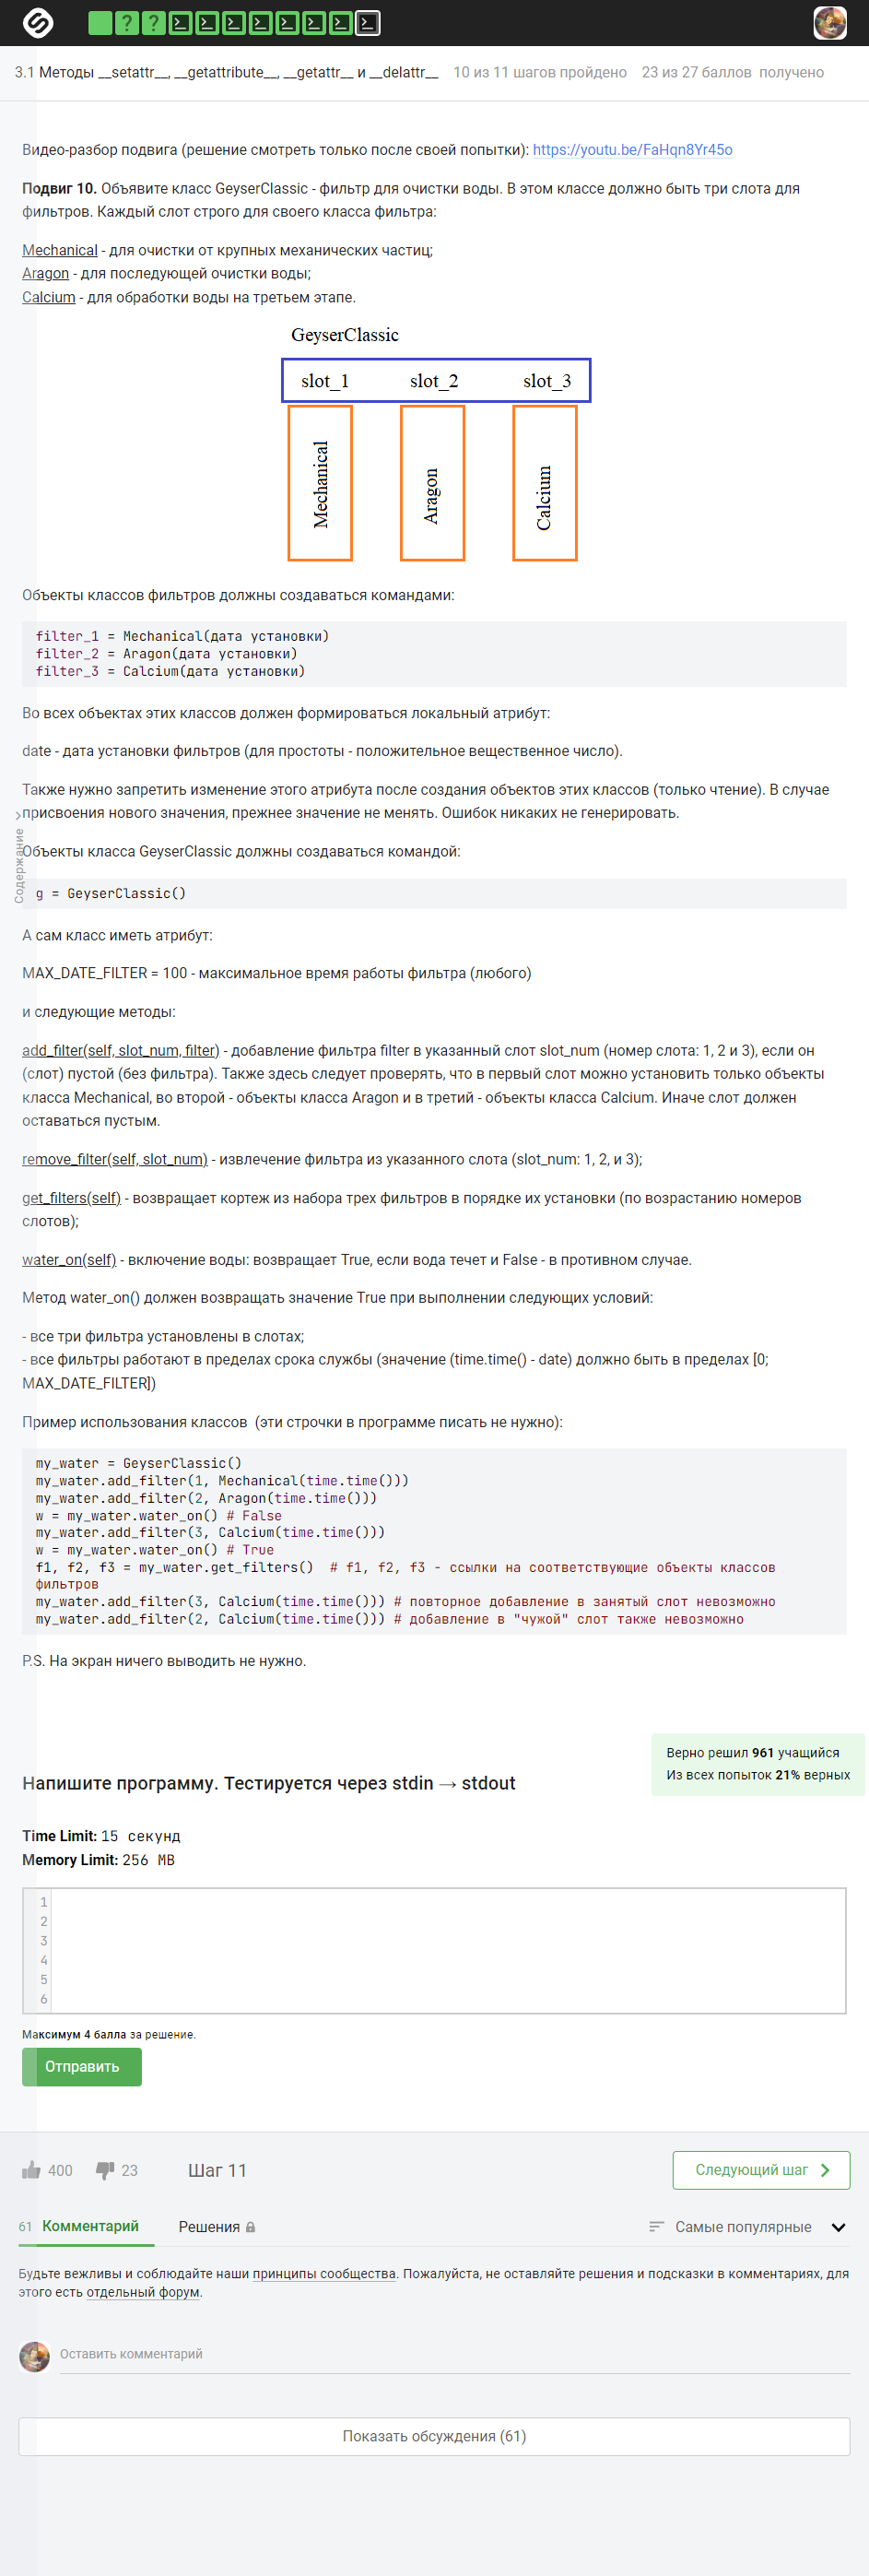 3.1 Методы __setattr__, __getattribute__, __getattr__ и __delattr__ 10 из 11 шагов пройдено 23 из 27 баллов получено
Видео-разбор подвига (решение смотреть только после своей попытки): https://youtu.be/FaHqn8Yr45o
Подвиг 10. Объявите класс GeyserClassic - фильтр для очистки воды. В этом классе должно быть три слота для
фильтров. Каждый слот строго для своего класса фильтра:
Mechanical - для очистки от крупных механических частиц;
Aragon - для последующей очистки воды;
Calcium - для обработки воды на третьем этапе.
GeyserClassic
slot_1 slot_2 slot_3
Mechanical
Aragon
Calcium
Объекты классов фильтров должны создаваться командами:
filter_1 = Mechanical(дата установки)
filter_2 = Aragon(дата установки)
filter_3 = Calcium(дата установки)
Во всех объектах этих классов должен формироваться локальный атрибут:
date - дата установки фильтров (для простоты - положительное вещественное число).
Также нужно запретить изменение этого атрибута после создания объектов этих классов (только чтение). В случае
присвоения нового значения, прежнее значение не менять. Ошибок никаких не генерировать.
Содержание
Объекты класса GeyserClassic должны создаваться командой:
g = GeyserClassic()
А сам класс иметь атрибут:
MAX_DATE_FILTER = 100 - максимальное время работы фильтра (любого)
и следующие методы:
add_filter(self, slot_num, filter) - добавление фильтра filter в указанный слот slot_num (номер слота: 1, 2 и 3), если он
(слот) пустой (без фильтра). Также здесь следует проверять, что в первый слот можно установить только объекты
класса Mechanical, во второй - объекты класса Aragon и в третий - объекты класса Calcium. Иначе слот должен
оставаться пустым.
remove_filter(self, slot_num) - извлечение фильтра из указанного слота (slot_num: 1, 2, и 3);
get_filters(self) - возвращает кортеж из набора трех фильтров в порядке их установки (по возрастанию номеров
слотов);
water_on(self) - включение воды: возвращает True, если вода течет и False - в противном случае.
Метод water_on() должен возвращать значение True при выполнении следующих условий:
- все три фильтра установлены в слотах;
- все фильтры работают в пределах срока службы (значение (time.time() - date) должно быть в пределах [0;
MAX_DATE_FILTER])
Пример использования классов (эти строчки в программе писать не нужно):
my_water = GeyserClassic()
my_water.add_filter(1, Mechanical(time.time()))
my_water.add_filter(2, Aragon(time.time()))
w = my_water.water_on() # False
my_water.add_filter(3, Calcium(time.time()))
w = my_water.water_on() # True
f1, f2, f3 = my_water.get_filters() # f1, f2, f3 - ссылки на соответствующие объекты классов
фильтров
my_water.add_filter(3, Calcium(time.time())) # повторное добавление в занятый слот невозможно
my_water.add_filter(2, Calcium(time.time())) # добавление в "чужой" слот также невозможно
P.S. На экран ничего выводить не нужно.
Верно решил 961 учащийся
Из всех попыток 21% верных
Напишите программу. Тестируется через stdin → stdout
Time Limit: 15 секунд
Memory Limit: 256 MB
1
2
3
4
5
6
Максимум 4 балла за решение.
Отправить
400 23 Шаг 11 Следующий шаг
61 Комментарий Решения Самые популярные
Будьте вежливы и соблюдайте наши принципы сообщества. Пожалуйста, не оставляйте решения и подсказки в комментариях, для
этого есть отдельный форум.
Оставить комментарий
Показать обсуждения (61)